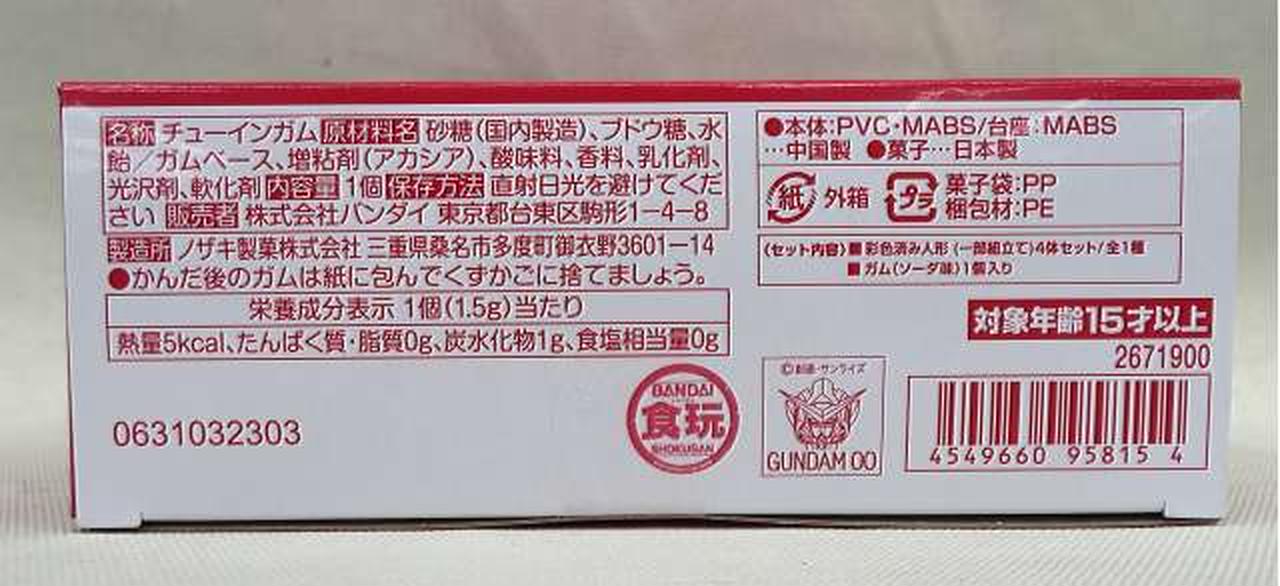 名称 チューインガム 原材料名 砂糖(国内製造)、ブドウ糖、水
飴／ガムベース、増粘剤(アカシア)、酸味料、香料、乳化剤、
光沢剤、軟化剤 内容量 1個 保存方法 直射日光を避けてくだ
さい 販売者 株式会社バンダイ 東京都台東区駒形1-4-8
製造所 ノザキ製菓株式会社 三重県桑名市多度町御衣野3601-14
●かんだ後のガムは紙に包んでくずかごに捨てましょう。
栄養成分表示 1個(1.5g)当たり
熱量5kcal、たんぱく質・脂質0g、炭水化物1g、食塩相当量0g
0631032303
BANDAI
食玩
SHOKUGAN
●本体:PVC・MABS/台座:MABS
…中国製 ●菓子…日本製
紙 外箱 プラ 菓子袋:PP
梱包材:PE
(セット内容) ■彩色済み人形 (一部組立て)4体セット/全1種
■ガム(ソーダ味)1個入り
対象年齢15才以上
2671900
©創通・サンライズ
GUNDAM 00
4549660 95815 4